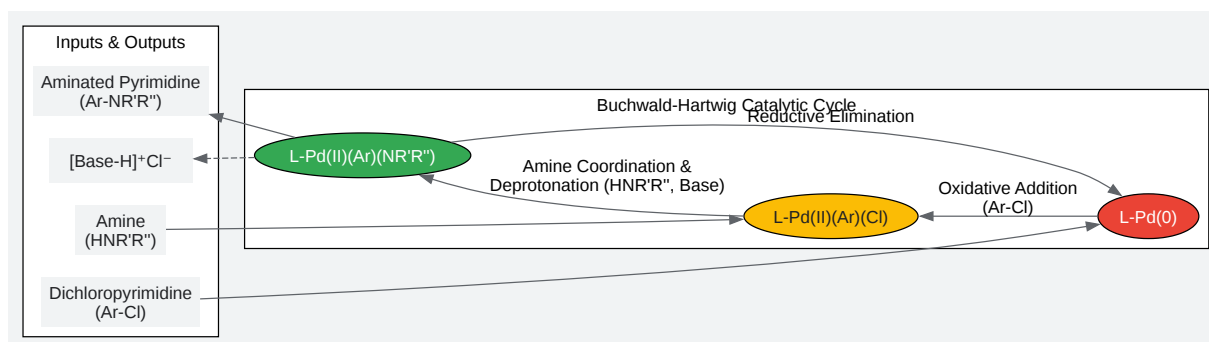 Inputs & Outputs
Aminated Pyrimidine
(Ar-NR'R'')
[Base-H]⁺Cl⁻
Amine
(HNR'R'')
Dichloropyrimidine
(Ar-Cl)
Buchwald-Hartwig Catalytic Cycle
Reductive Elimination
L-Pd(II)(Ar)(NR'R'')
Amine Coordination &
Deprotonation (HNR'R'', Base)
L-Pd(II)(Ar)(Cl)
Oxidative Addition
(Ar-Cl)
L-Pd(0)